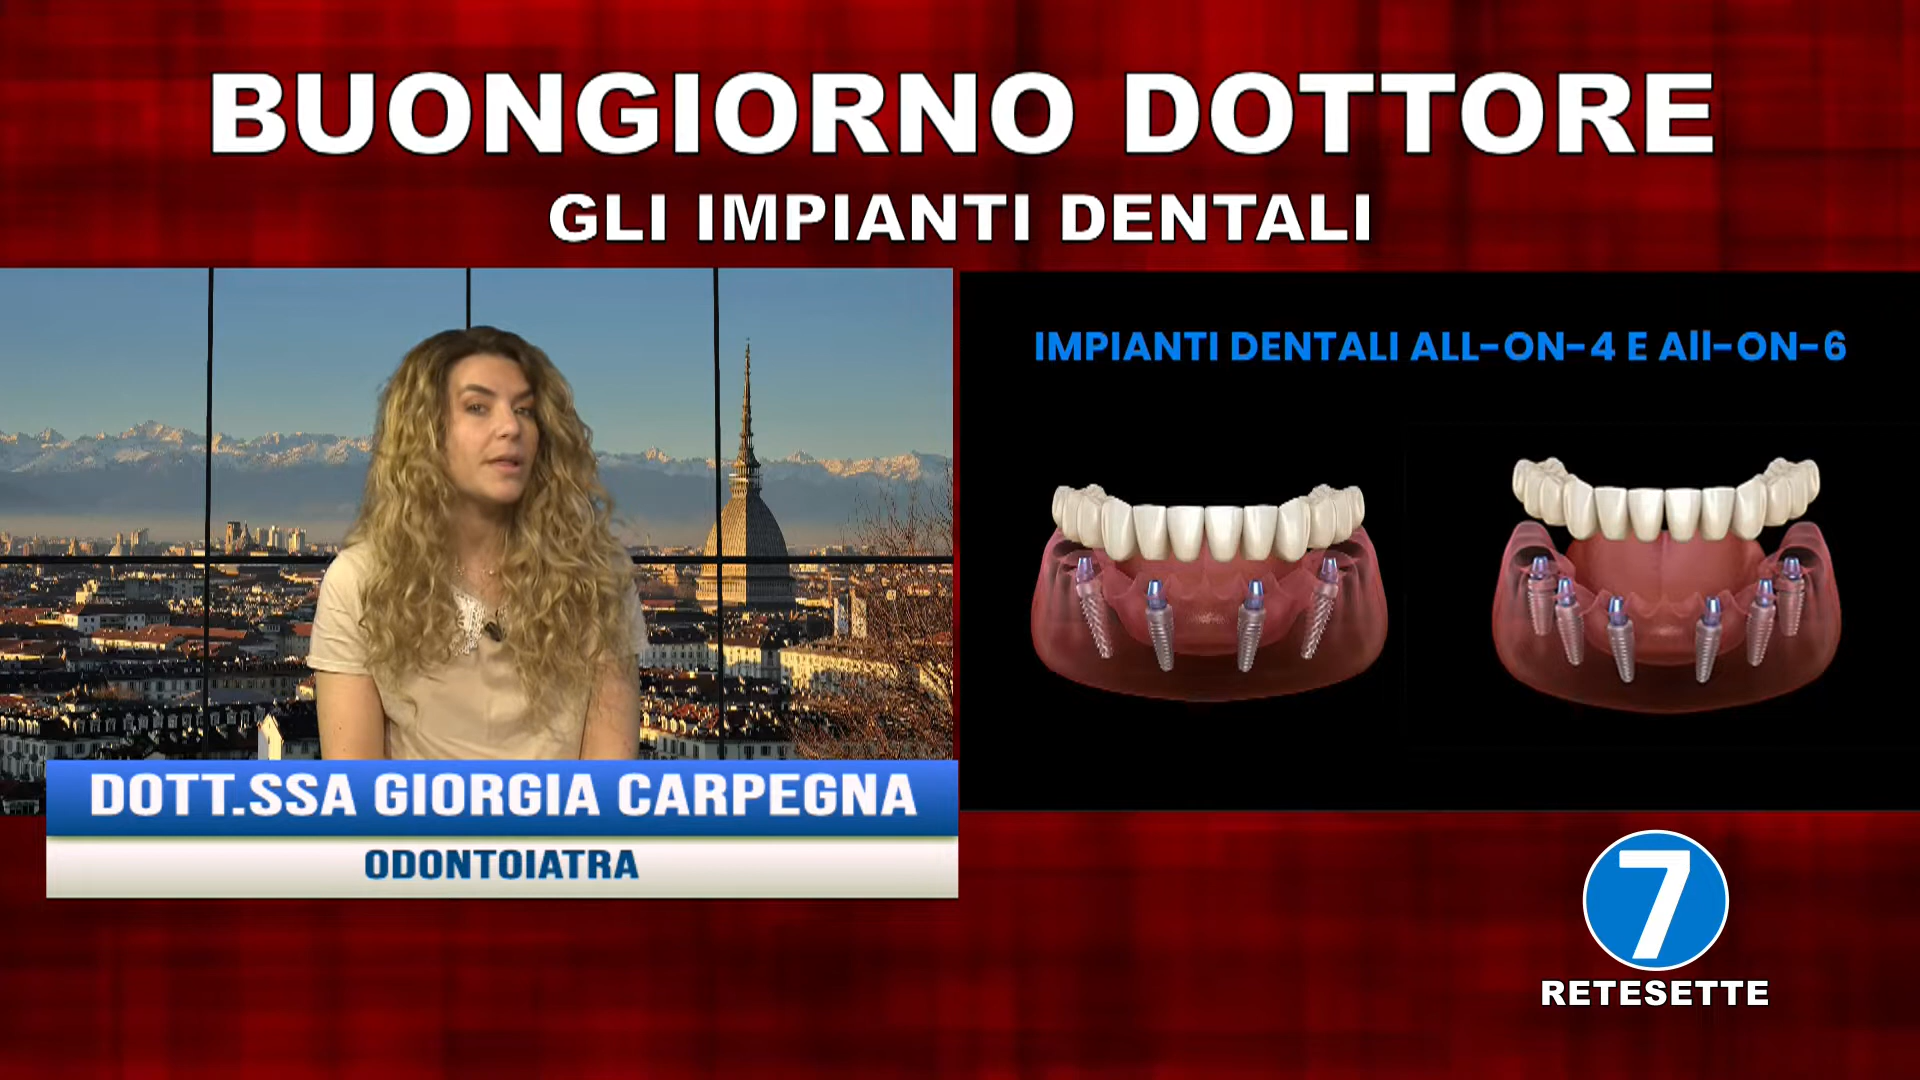 BUONGIORNO DOTTORE
GLI IMPIANTI DENTALI
IMPIANTI DENTALI ALL-ON-4 E All-ON-6
DOTT.SSA GIORGIA CARPEGNA
ODONTOIATRA
7
RETESETTE